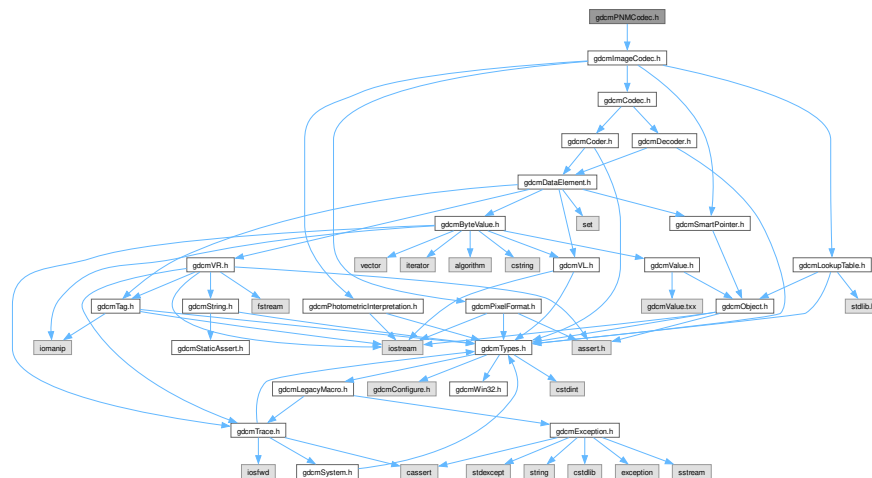 gdcmPNMCodec.h
gdcmImageCodec.h
gdcmCodec.h
gdcmCoder.h
gdcmDecoder.h
gdcmDataElement.h
gdcmByteValue.h
set
gdcmSmartPointer.h
gdcmVR.h
vector
iterator
algorithm
cstring
gdcmVL.h
gdcmValue.h
gdcmLookupTable.h
gdcmTag.h
gdcmString.h
fstream
gdcmPhotometricInterpretation.h
gdcmPixelFormat.h
gdcmValue.txx
gdcmObject.h
stdlib.h
iomanip
gdcmStaticAssert.h
iostream
gdcmTypes.h
assert.h
gdcmLegacyMacro.h
gdcmConfigure.h
gdcmWin32.h
cstdint
gdcmTrace.h
gdcmException.h
iosfwd
gdcmSystem.h
cassert
stdexcept
string
cstdlib
exception
sstream